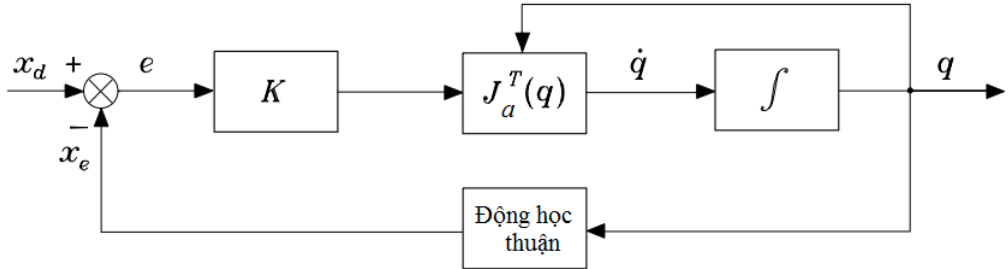 x_d + e K J_a^T(q) q̇ ∫ q
−
x_e
Động học
thuận